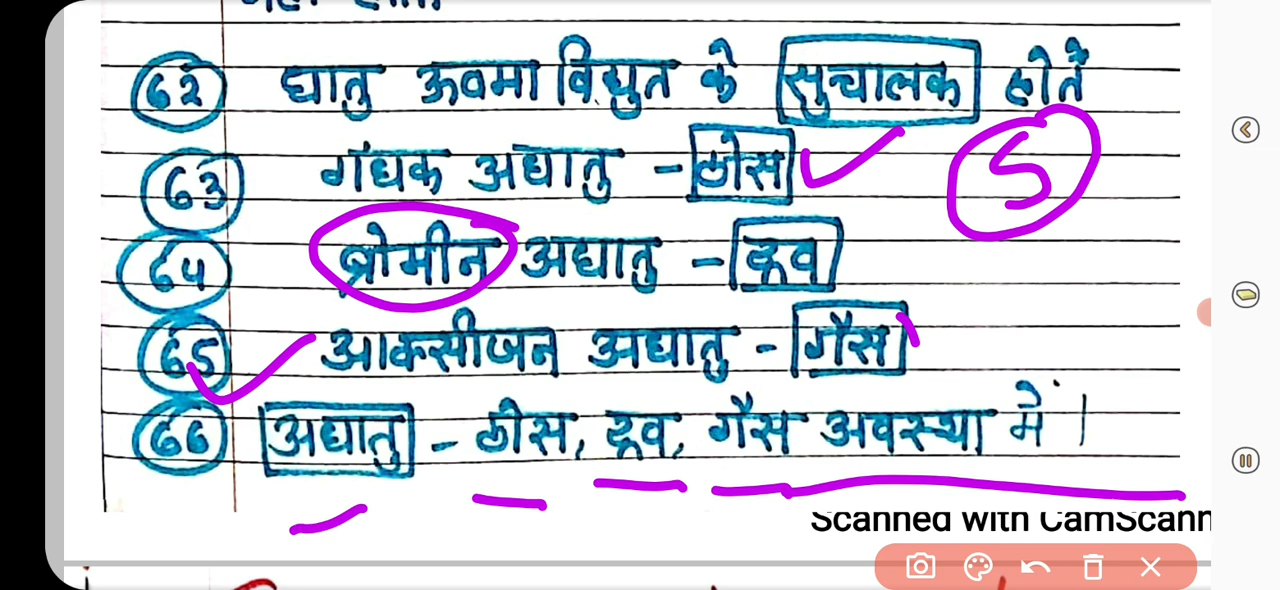 62 धातु ऊष्मा विद्युत के सुचालक होते
63 गंधक अधातु - ठोस
5
64 ब्रोमीन अधातु - द्रव
65 आक्सीजन अधातु - गैस
66 अधातु - ठोस, द्रव, गैस अवस्था में।
Scanned with CamScann